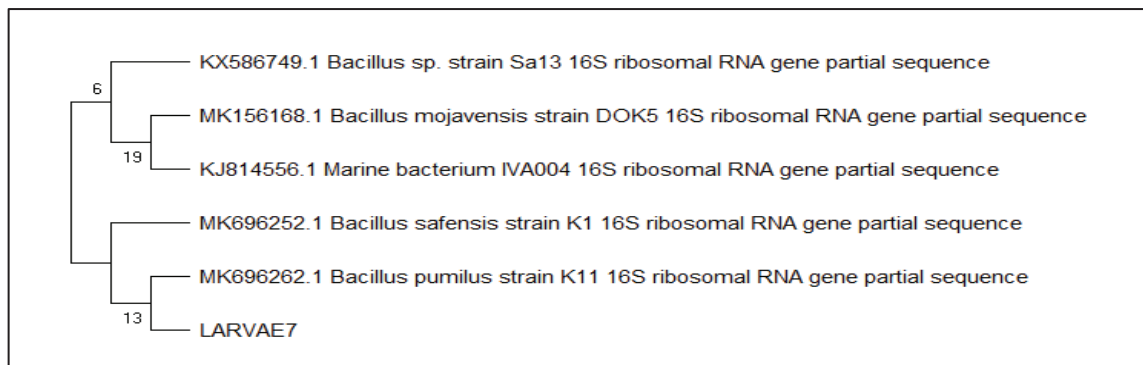 KX586749.1 Bacillus sp. strain Sa13 16S ribosomal RNA gene partial sequence
6
MK156168.1 Bacillus mojavensis strain DOK5 16S ribosomal RNA gene partial sequence
19
KJ814556.1 Marine bacterium IVA004 16S ribosomal RNA gene partial sequence
MK696252.1 Bacillus safensis strain K1 16S ribosomal RNA gene partial sequence
MK696262.1 Bacillus pumilus strain K11 16S ribosomal RNA gene partial sequence
13
LARVAE7